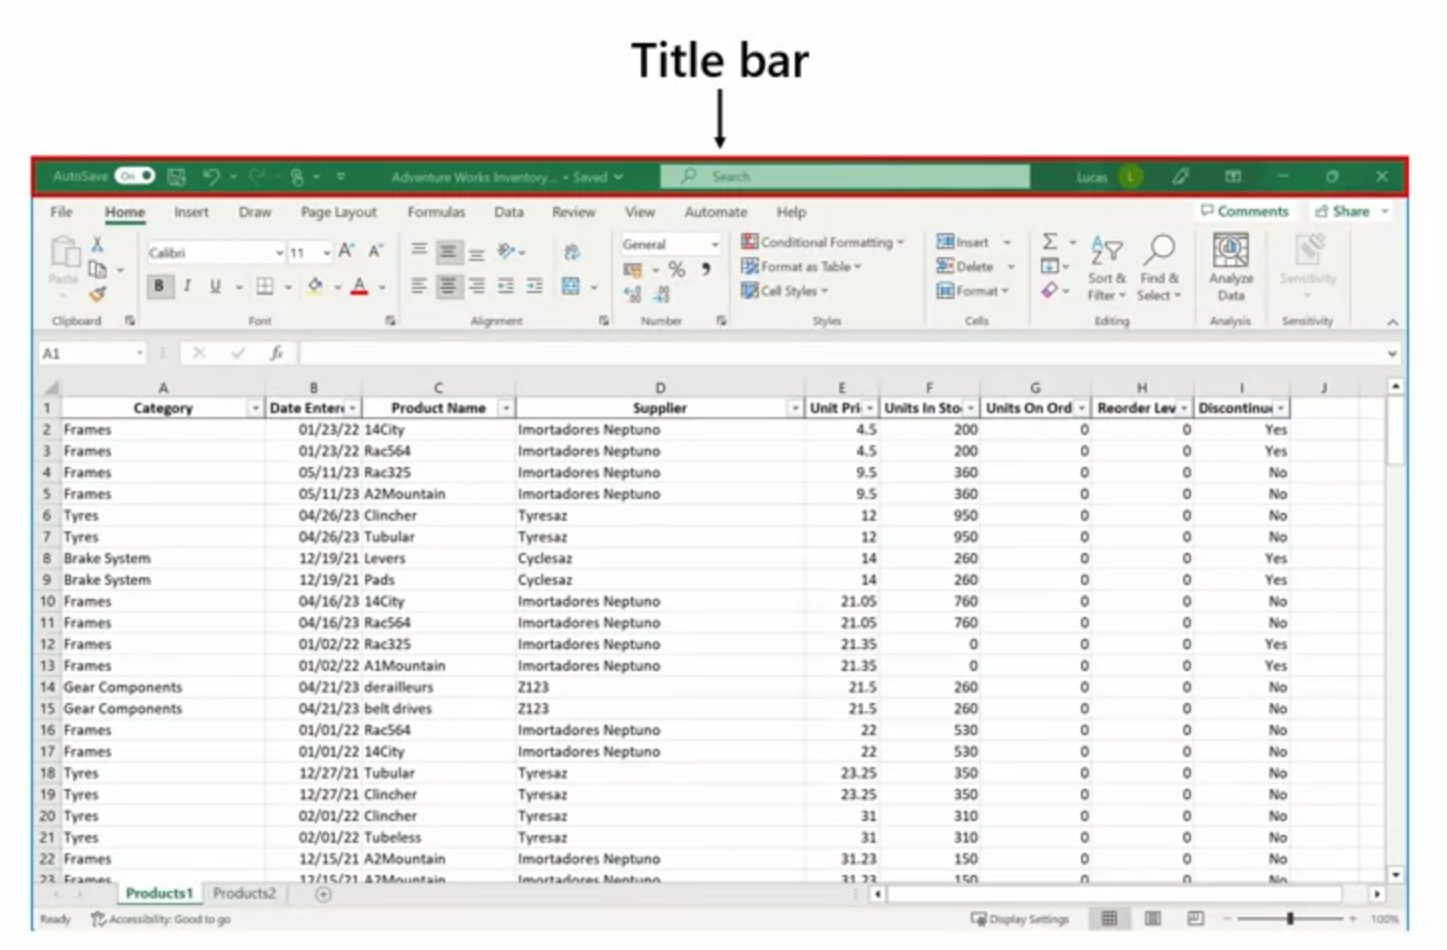 Title bar
AutoSave On Adventure Works Inventory... • Saved Search Lucas L
File Home Insert Draw Page Layout Formulas Data Review View Automate Help Comments Share
Calibri 11 General Conditional Formatting Insert Σ
Paste Format as Table Delete Sort & Find & Analyze Sensitivity
B I U A % Cell Styles Format Filter Select Data
Clipboard Font Alignment Number Styles Cells Editing Analysis Sensitivity
A1 fx
A B C D E F G H I J
1 Category Date Entere Product Name Supplier Unit Pri Units In Sto Units On Ord Reorder Lev Discontinu
2 Frames 01/23/22 14City Imortadores Neptuno 4.5 200 0 0 Yes
3 Frames 01/23/22 Rac564 Imortadores Neptuno 4.5 200 0 0 Yes
4 Frames 05/11/23 Rac325 Imortadores Neptuno 9.5 360 0 0 No
5 Frames 05/11/23 A2Mountain Imortadores Neptuno 9.5 360 0 0 No
6 Tyres 04/26/23 Clincher Tyresaz 12 950 0 0 No
7 Tyres 04/26/23 Tubular Tyresaz 12 950 0 0 No
8 Brake System 12/19/21 Levers Cyclesaz 14 260 0 0 Yes
9 Brake System 12/19/21 Pads Cyclesaz 14 260 0 0 Yes
10 Frames 04/16/23 14City Imortadores Neptuno 21.05 760 0 0 No
11 Frames 04/16/23 Rac564 Imortadores Neptuno 21.05 760 0 0 No
12 Frames 01/02/22 Rac325 Imortadores Neptuno 21.35 0 0 0 Yes
13 Frames 01/02/22 A1Mountain Imortadores Neptuno 21.35 0 0 0 Yes
14 Gear Components 04/21/23 derailleurs Z123 21.5 260 0 0 No
15 Gear Components 04/21/23 belt drives Z123 21.5 260 0 0 No
16 Frames 01/01/22 Rac564 Imortadores Neptuno 22 530 0 0 No
17 Frames 01/01/22 14City Imortadores Neptuno 22 530 0 0 No
18 Tyres 12/27/21 Tubular Tyresaz 23.25 350 0 0 No
19 Tyres 12/27/21 Clincher Tyresaz 23.25 350 0 0 No
20 Tyres 02/01/22 Clincher Tyresaz 31 310 0 0 No
21 Tyres 02/01/22 Tubeless Tyresaz 31 310 0 0 No
22 Frames 12/15/21 A2Mountain Imortadores Neptuno 31.23 150 0 0 No
23 Frames 12/15/21 A2Mountain Imortadores Neptuno 31.23 150 0 0 No
Products1 Products2
Ready Accessibility: Good to go Display Settings 100%